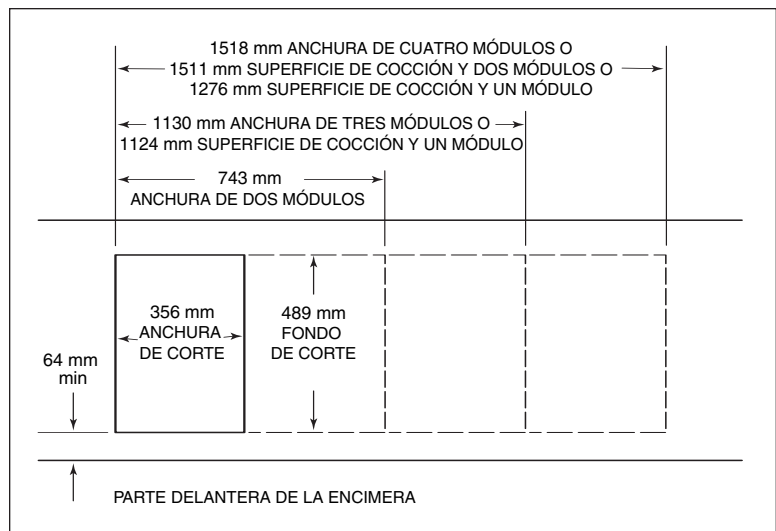 1518 mm ANCHURA DE CUATRO MÓDULOS O
1511 mm SUPERFICIE DE COCCIÓN Y DOS MÓDULOS O
1276 mm SUPERFICIE DE COCCIÓN Y UN MÓDULO
1130 mm ANCHURA DE TRES MÓDULOS O
1124 mm SUPERFICIE DE COCCIÓN Y UN MÓDULO
743 mm
ANCHURA DE DOS MÓDULOS
356 mm
ANCHURA
DE CORTE
489 mm
FONDO
DE CORTE
64 mm
min
PARTE DELANTERA DE LA ENCIMERA